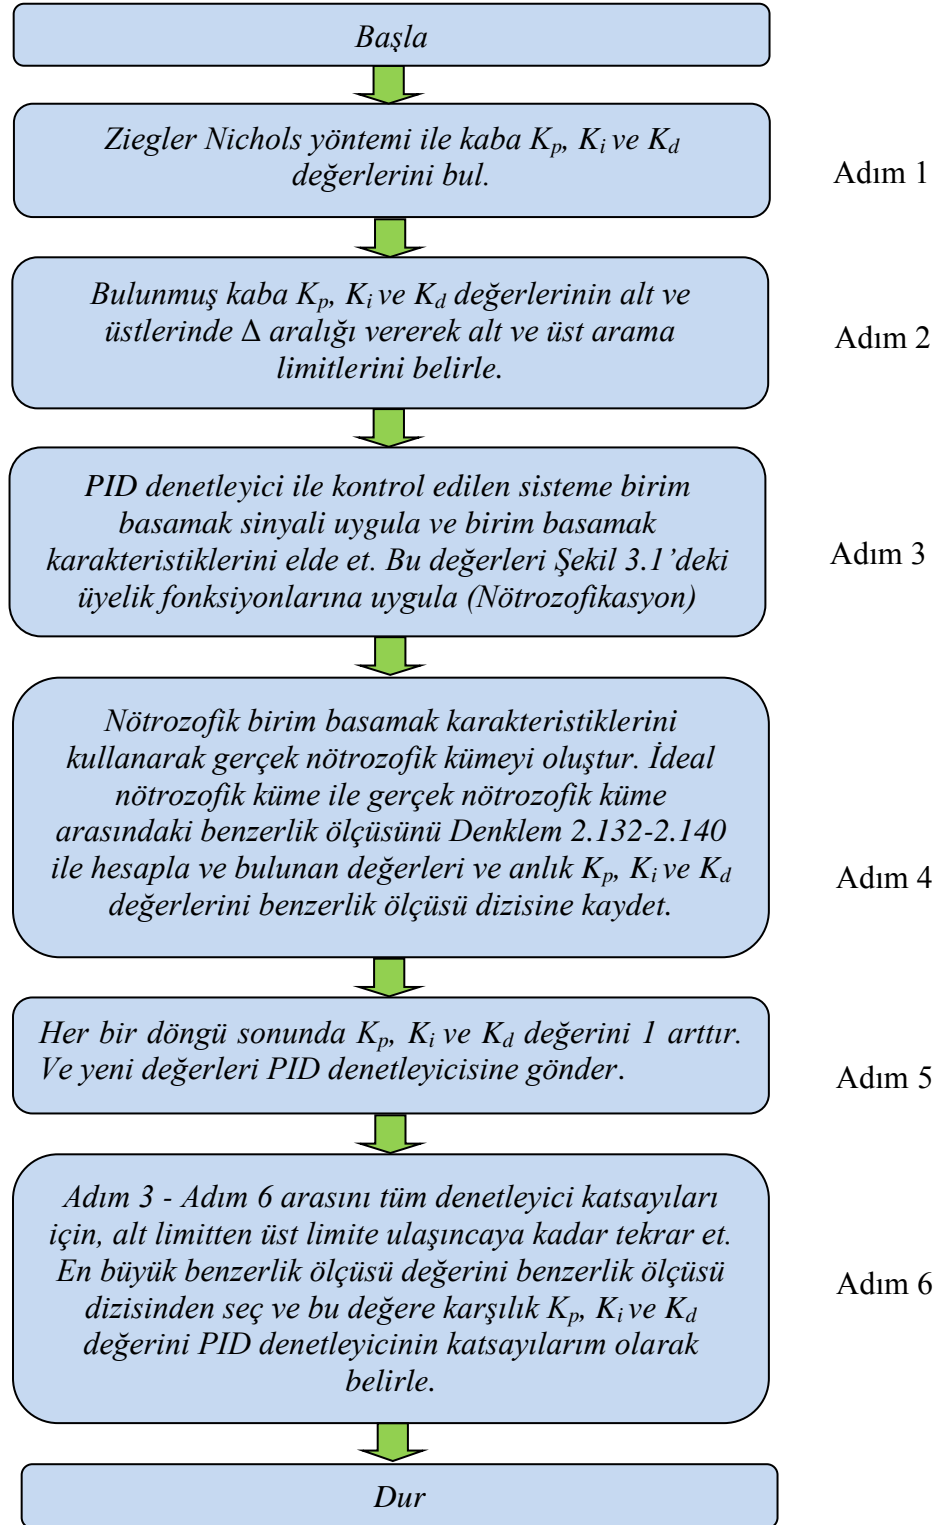 Başla
Ziegler Nichols yöntemi ile kaba Kp, Ki ve Kd
değerlerini bul.
Adım 1
Bulunmuş kaba Kp, Ki ve Kd değerlerinin alt ve
üstlerinde Δ aralığı vererek alt ve üst arama
limitlerini belirle.
Adım 2
PID denetleyici ile kontrol edilen sisteme birim
basamak sinyali uygula ve birim basamak
karakteristiklerini elde et. Bu değerleri Şekil 3.1’deki
üyelik fonksiyonlarına uygula (Nötrozofikasyon)
Adım 3
Nötrozofik birim basamak karakteristiklerini
kullanarak gerçek nötrozofik kümeyi oluştur. İdeal
nötrozofik küme ile gerçek nötrozofik küme
arasındaki benzerlik ölçüsünü Denklem 2.132-2.140
ile hesapla ve bulunan değerleri ve anlık Kp, Ki ve Kd
değerlerini benzerlik ölçüsü dizisine kaydet.
Adım 4
Her bir döngü sonunda Kp, Ki ve Kd değerini 1 arttır.
Ve yeni değerleri PID denetleyicisine gönder.
Adım 5
Adım 3 - Adım 6 arasını tüm denetleyici katsayıları
için, alt limitten üst limite ulaşıncaya kadar tekrar et.
En büyük benzerlik ölçüsü değerini benzerlik ölçüsü
dizisinden seç ve bu değere karşılık Kp, Ki ve Kd
değerini PID denetleyicinin katsayılarım olarak
belirle.
Adım 6
Dur